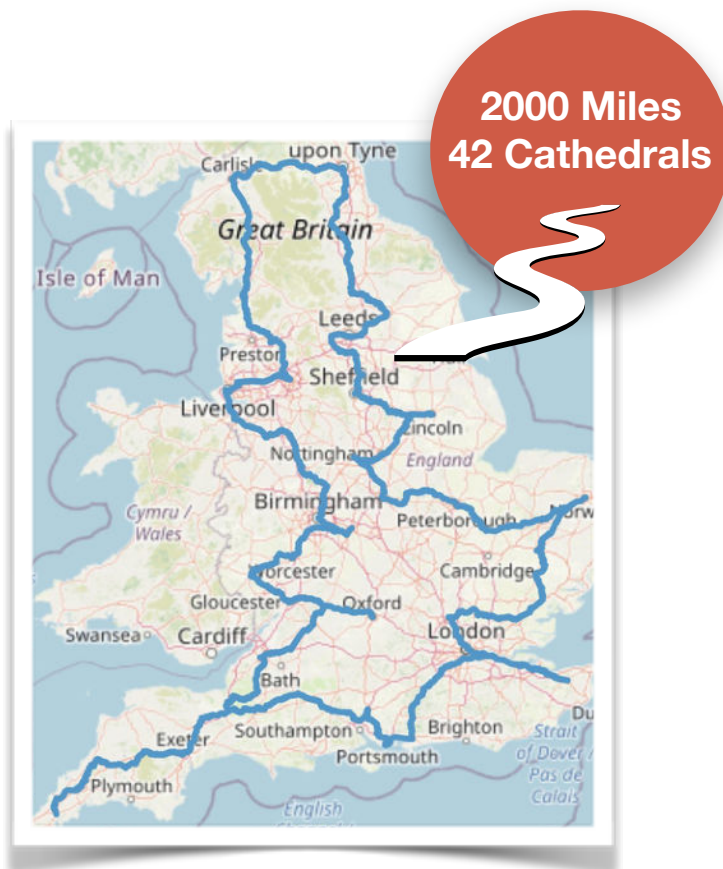 2000 Miles
42 Cathedrals
upon Tyne
Carlisle
Great Britain
Isle of Man
Leeds
Preston
Sheffield
Liverpool
Lincoln
Nottingham
England
Birmingham
Peterborough
Cymru /
Wales
Worcester
Cambridge
Gloucester
Oxford
Swansea
Cardiff
London
Bath
Southampton
Brighton
Exeter
Portsmouth
Strait
of Dover /
Pas de
Calais
Plymouth
English